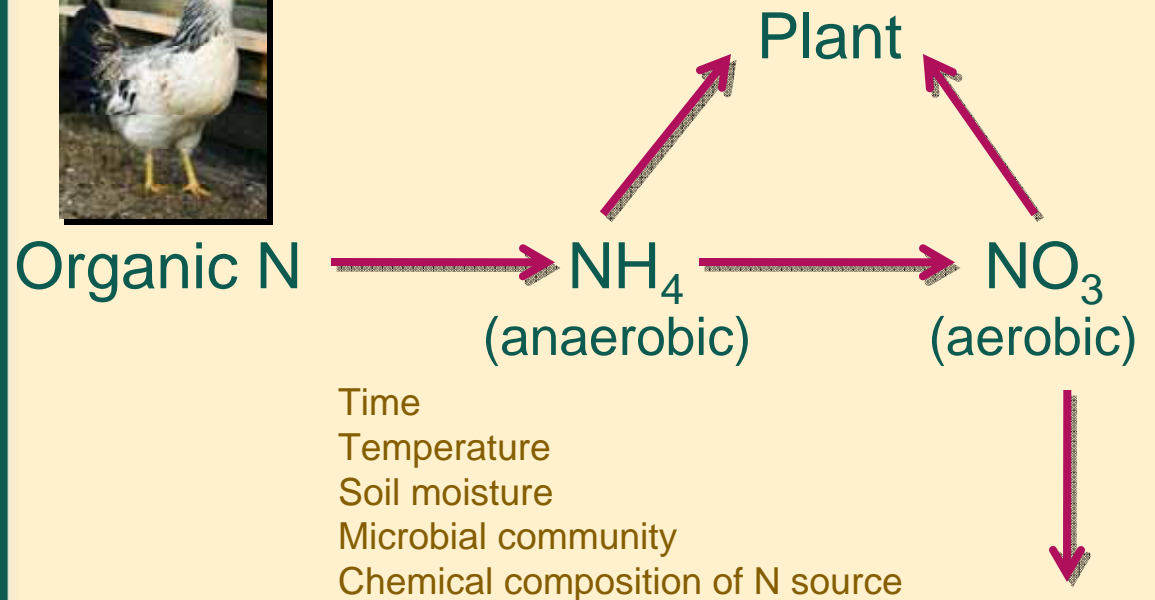 Plant
Organic N
NH₄
NO₃
(anaerobic)
(aerobic)
Time
Temperature
Soil moisture
Microbial community
Chemical composition of N source